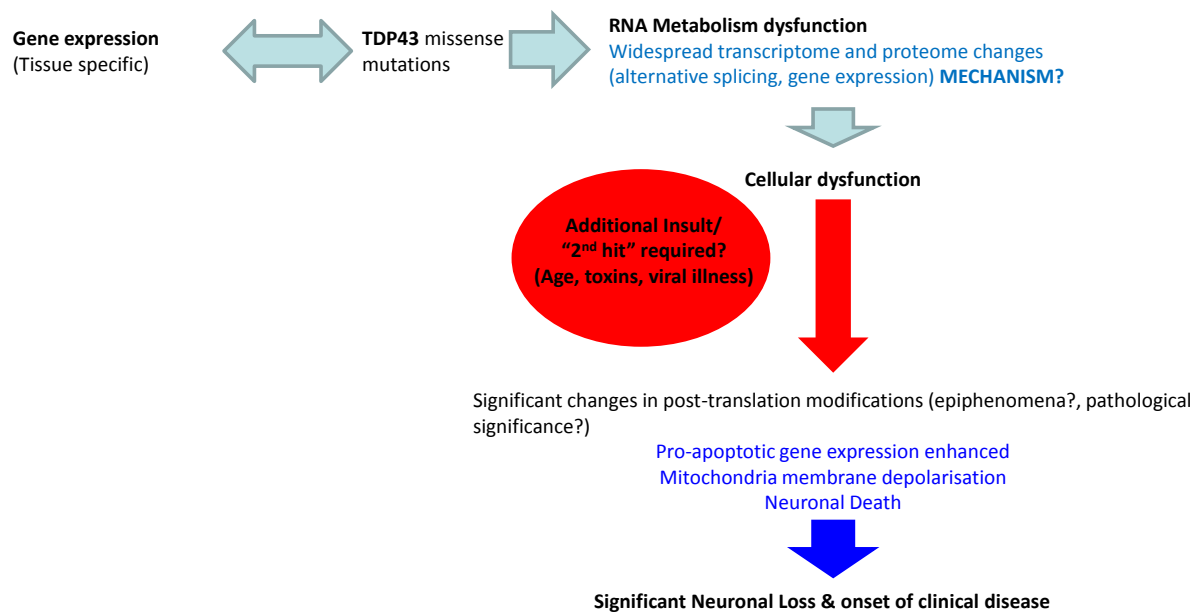 Gene expression
(Tissue specific)
TDP43 missense
mutations
RNA Metabolism dysfunction
Widespread transcriptome and proteome changes
(alternative splicing, gene expression) MECHANISM?
Cellular dysfunction
Additional Insult/
“2nd hit” required?
(Age, toxins, viral illness)
Significant changes in post-translation modifications (epiphenomena?, pathological
significance?)
Pro-apoptotic gene expression enhanced
Mitochondria membrane depolarisation
Neuronal Death
Significant Neuronal Loss & onset of clinical disease